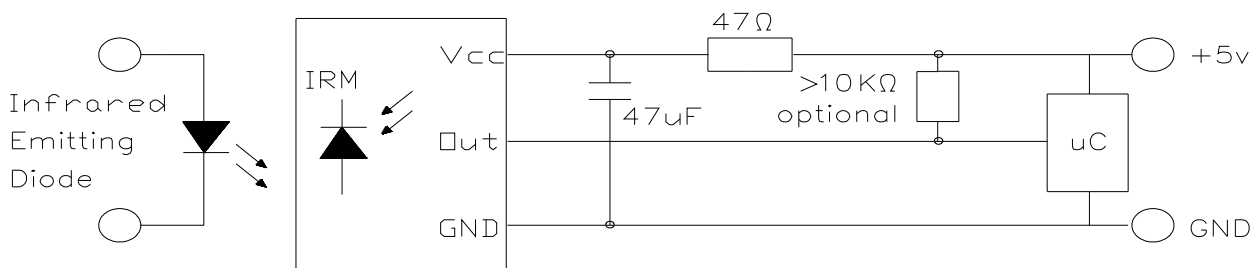 47Ω
Vcc
+5v
IRM
>10KΩ
optional
Infrared
Emitting
Diode
47uF
Out
uC
GND
GND